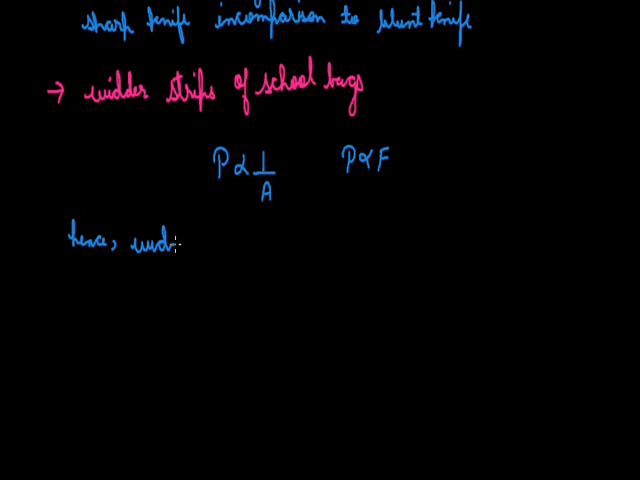 sharp knife incomparison to blunt knife
→ widder strips of school bags
P ∝ 1/A P ∝ F
hence, wid